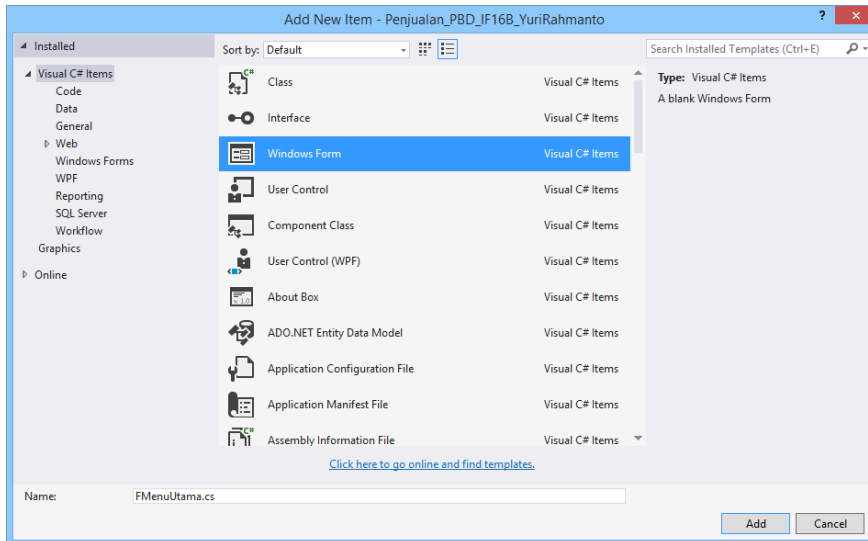 Add New Item - Penjualan_PBD_IF16B_YuriRahmanto
?
Installed
Sort by: Default
Search Installed Templates (Ctrl+E)
Visual C# Items
Code
Data
General
Web
Windows Forms
WPF
Reporting
SQL Server
Workflow
Graphics
Online
Class Visual C# Items
Interface Visual C# Items
Windows Form Visual C# Items
User Control Visual C# Items
Component Class Visual C# Items
User Control (WPF) Visual C# Items
About Box Visual C# Items
ADO.NET Entity Data Model Visual C# Items
Application Configuration File Visual C# Items
Application Manifest File Visual C# Items
Assembly Information File Visual C# Items
Type: Visual C# Items
A blank Windows Form
Click here to go online and find templates.
Name: FMenuUtama.cs
Add Cancel